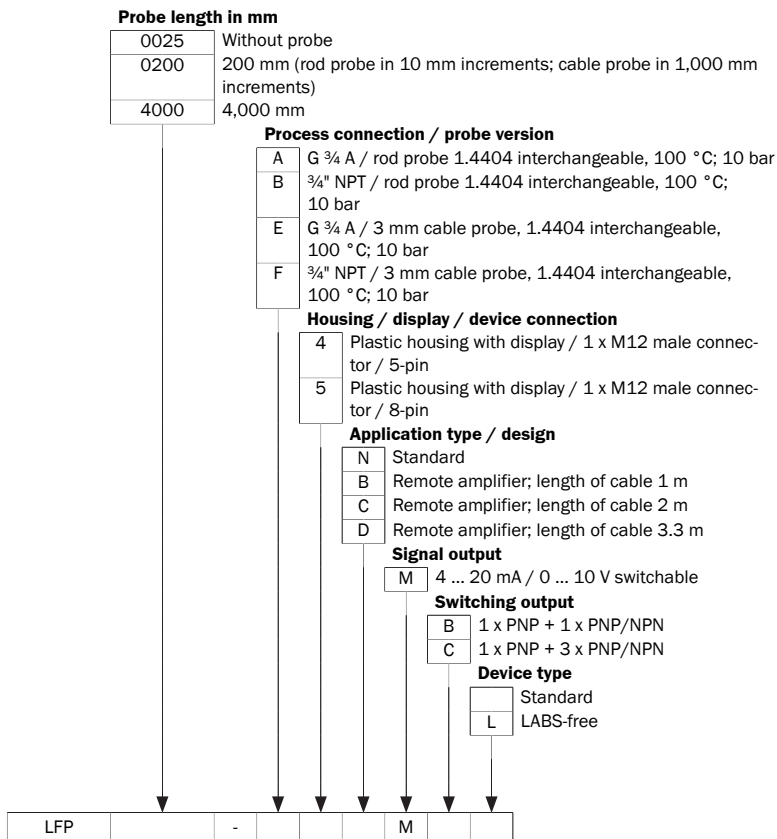 Probe length in mm
0025 Without probe
0200 200 mm (rod probe in 10 mm increments; cable probe in 1,000 mm
increments)
4000 4,000 mm
Process connection / probe version
A G ¾ A / rod probe 1.4404 interchangeable, 100 °C; 10 bar
B ¾" NPT / rod probe 1.4404 interchangeable, 100 °C;
10 bar
E G ¾ A / 3 mm cable probe, 1.4404 interchangeable,
100 °C; 10 bar
F ¾" NPT / 3 mm cable probe, 1.4404 interchangeable,
100 °C; 10 bar
Housing / display / device connection
4 Plastic housing with display / 1 x M12 male connec-
tor / 5-pin
5 Plastic housing with display / 1 x M12 male connec-
tor / 8-pin
Application type / design
N Standard
B Remote amplifier; length of cable 1 m
C Remote amplifier; length of cable 2 m
D Remote amplifier; length of cable 3.3 m
Signal output
M 4 ... 20 mA / 0 ... 10 V switchable
Switching output
B 1 x PNP + 1 x PNP/NPN
C 1 x PNP + 3 x PNP/NPN
Device type
Standard
L LABS-free
LFP - M